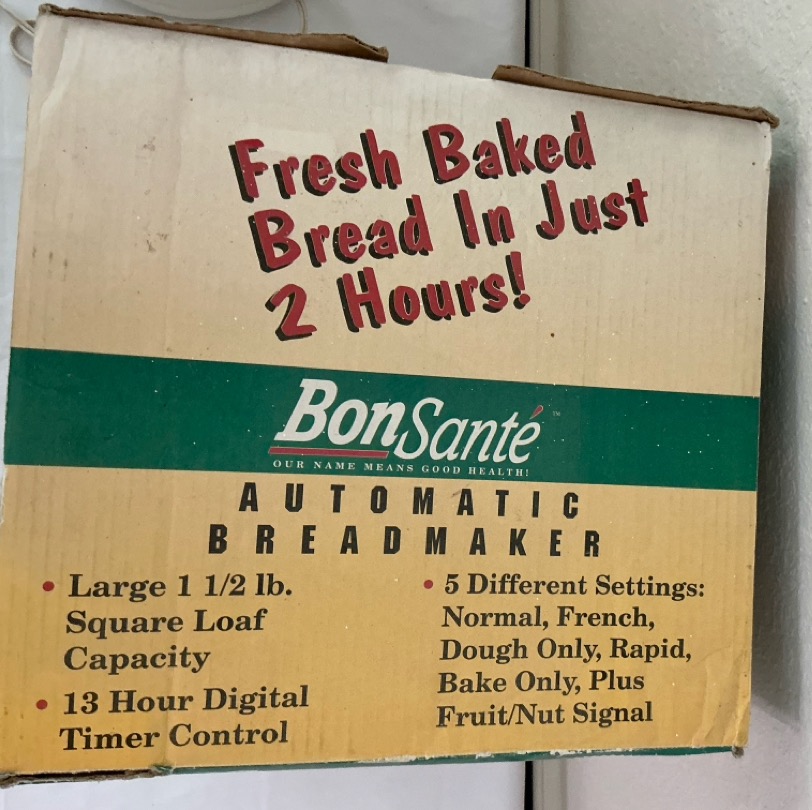 Fresh Baked
Bread In Just
2 Hours!
BonSanté™
OUR NAME MEANS GOOD HEALTH!
AUTOMATIC
BREADMAKER
• Large 1 1/2 lb.
Square Loaf
Capacity
• 13 Hour Digital
Timer Control
• 5 Different Settings:
Normal, French,
Dough Only, Rapid,
Bake Only, Plus
Fruit/Nut Signal